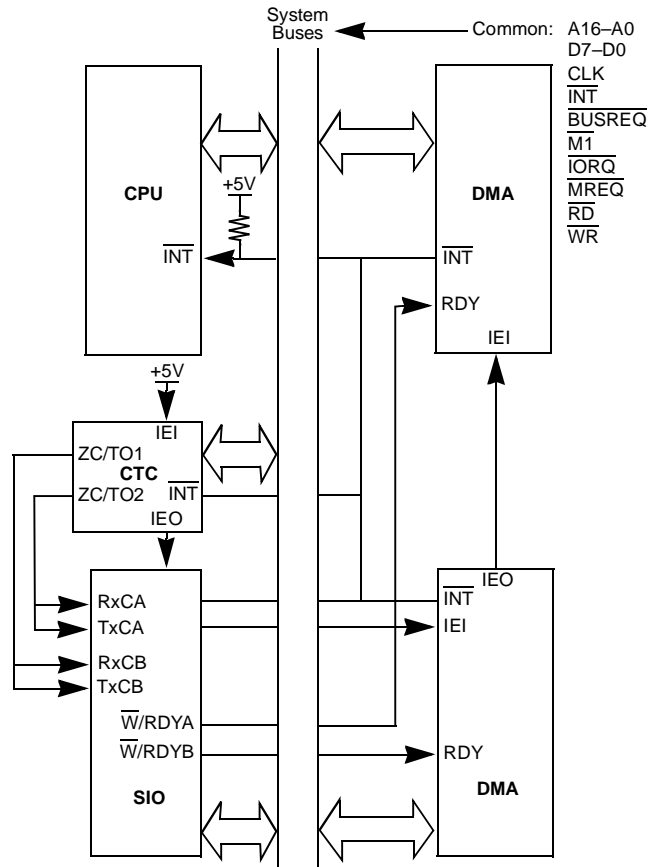 System
Buses
Common: A16–A0
D7–D0
CLK
INT
BUSREQ
M1
IORQ
MREQ
RD
WR
CPU
+5V
INT
DMA
INT
RDY
IEI
+5V
IEI
ZC/TO1
CTC
ZC/TO2
INT
IEO
RxCA
TxCA
RxCB
TxCB
W/RDYA
W/RDYB
SIO
IEO
INT
IEI
RDY
DMA